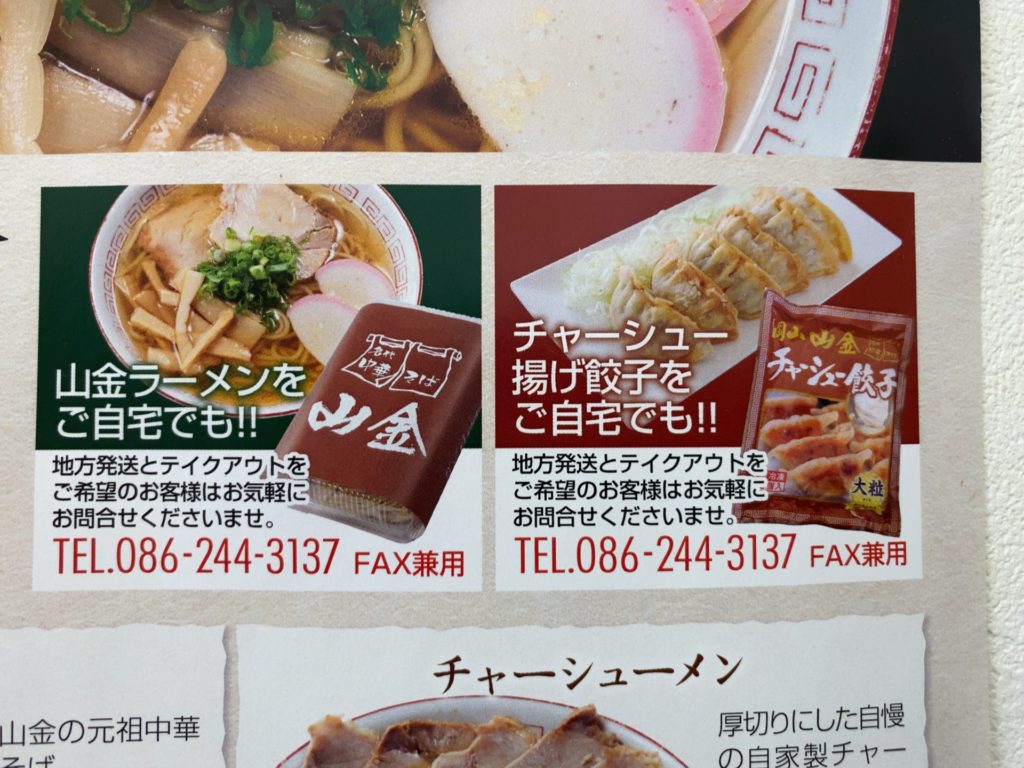 山金ラーメンを
ご自宅でも!!
中華そば
山金
地方発送とテイクアウトを
ご希望のお客様はお気軽に
お問合せくださいませ。
TEL.086-244-3137 FAX兼用
チャーシュー
揚げ餃子を
ご自宅でも!!
岡山 山金
チャーシュー餃子
冷凍
大粒
地方発送とテイクアウトを
ご希望のお客様はお気軽に
お問合せくださいませ。
TEL.086-244-3137 FAX兼用
山金の元祖中華
そば
チャーシューメン
厚切りにした自慢
の自家製チャー